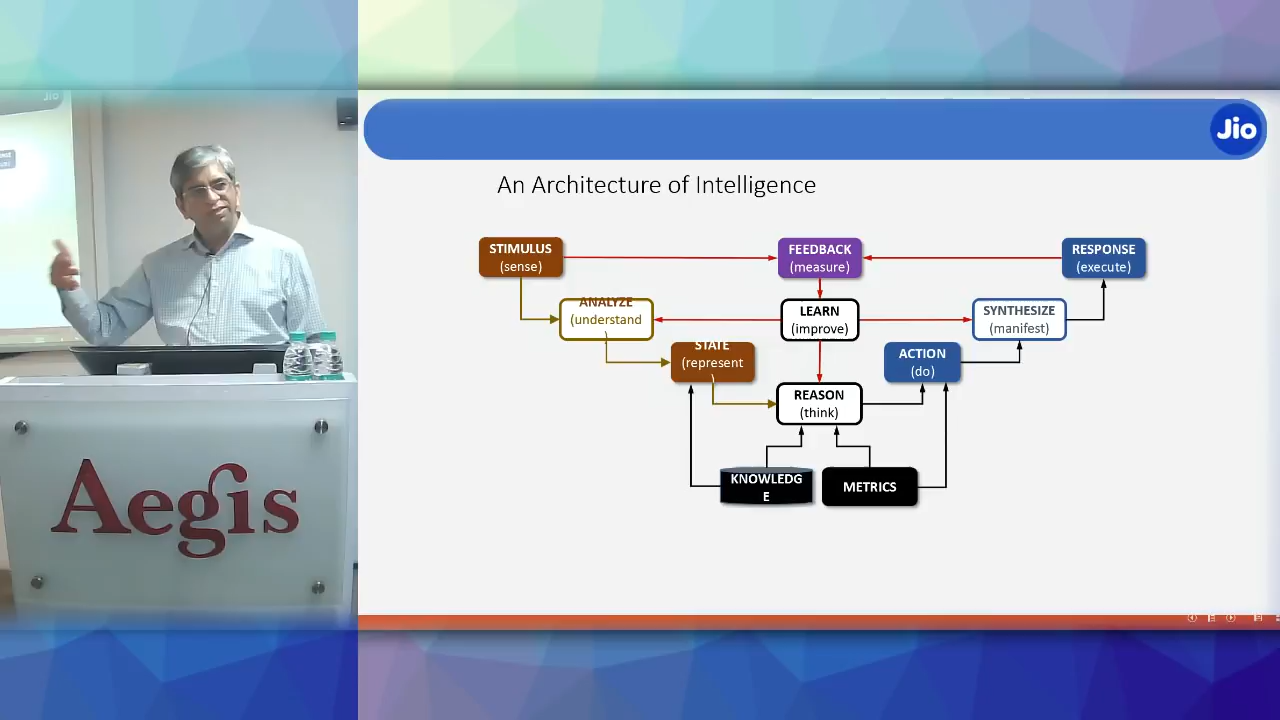 Jio
Jio
An Architecture of Intelligence
STIMULUS
(sense)
FEEDBACK
(measure)
RESPONSE
(execute)
ANALYZE
(understand
)
LEARN
(improve)
SYNTHESIZE
(manifest)
STATE
(represent
)
ACTION
(do)
REASON
(think)
KNOWLEDG
E
METRICS
Aegis